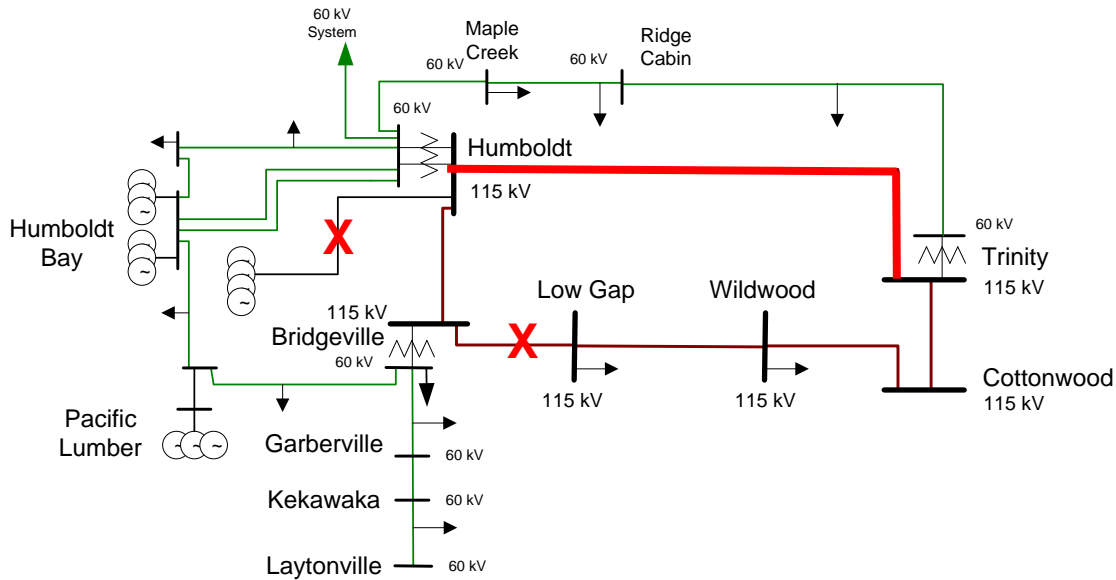 60 kV
System
Maple
Creek
60 kV
Ridge
Cabin
60 kV
60 kV
Humboldt
115 kV
X
Humboldt
Bay
~
~
~
~
~
~
~
~
~
~
60 kV
Trinity
115 kV
Low Gap
Wildwood
115 kV
Bridgeville
60 kV
X
115 kV
115 kV
Cottonwood
115 kV
Pacific
Lumber
~ ~ ~
Garberville
60 kV
Kekawaka
60 kV
Laytonville
60 kV